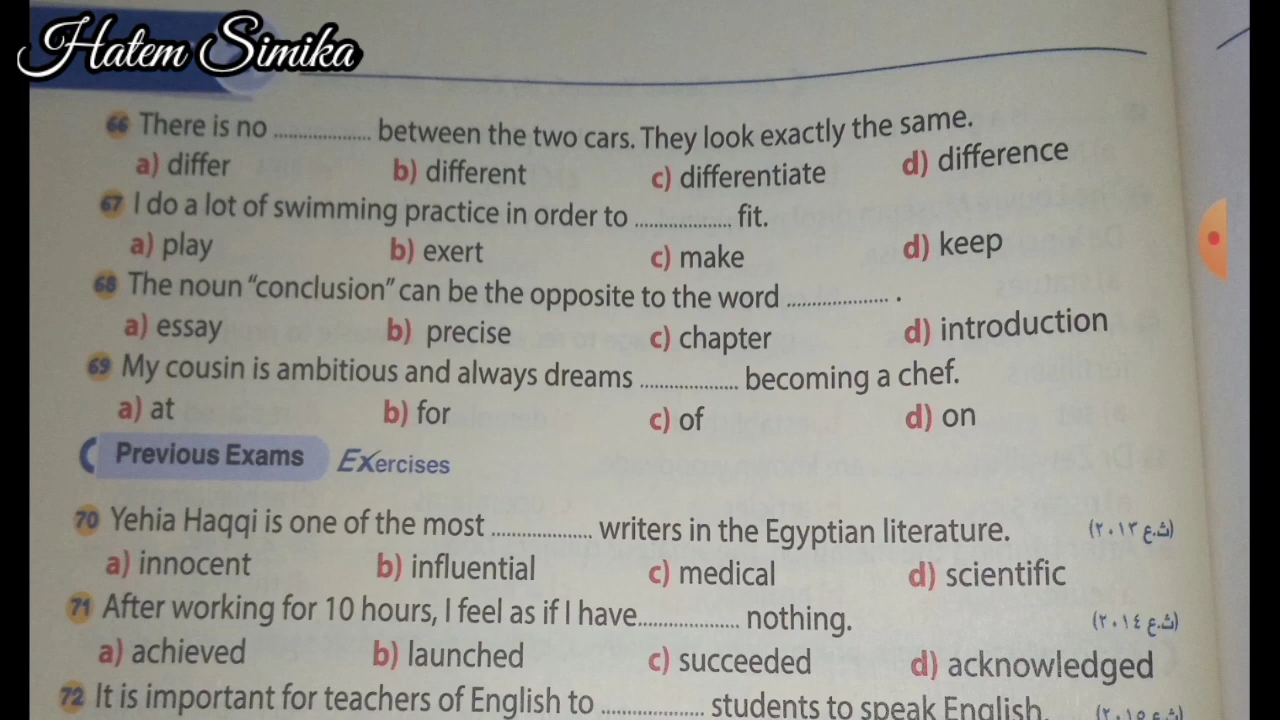 Hatem Simika
66 There is no .................. between the two cars. They look exactly the same.
a) differ b) different c) differentiate d) difference
67 I do a lot of swimming practice in order to .................. fit.
a) play b) exert c) make d) keep
68 The noun "conclusion" can be the opposite to the word ................... .
a) essay b) precise c) chapter d) introduction
69 My cousin is ambitious and always dreams .................. becoming a chef.
a) at b) for c) of d) on
Previous Exams Exercises
70 Yehia Haqqi is one of the most .................. writers in the Egyptian literature. (ث.ع ٢٠١٣)
a) innocent b) influential c) medical d) scientific
71 After working for 10 hours, I feel as if I have.................. nothing. (ث.ع ٢٠١٤)
a) achieved b) launched c) succeeded d) acknowledged
72 It is important for teachers of English to .................. students to speak English. (ث.ع ٢٠١٥)